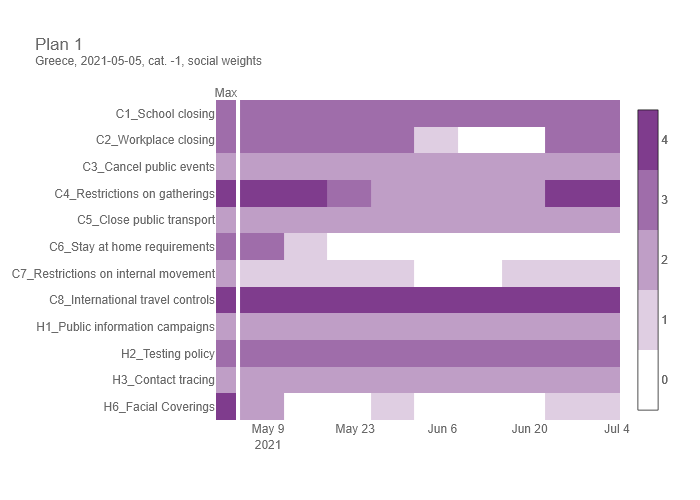 Plan 1
Greece, 2021-05-05, cat. -1, social weights
Max
C1_School closing
C2_Workplace closing
C3_Cancel public events
C4_Restrictions on gatherings
C5_Close public transport
C6_Stay at home requirements
C7_Restrictions on internal movement
C8_International travel controls
H1_Public information campaigns
H2_Testing policy
H3_Contact tracing
H6_Facial Coverings
May 9 May 23 Jun 6 Jun 20 Jul 4
2021
4
3
2
1
0